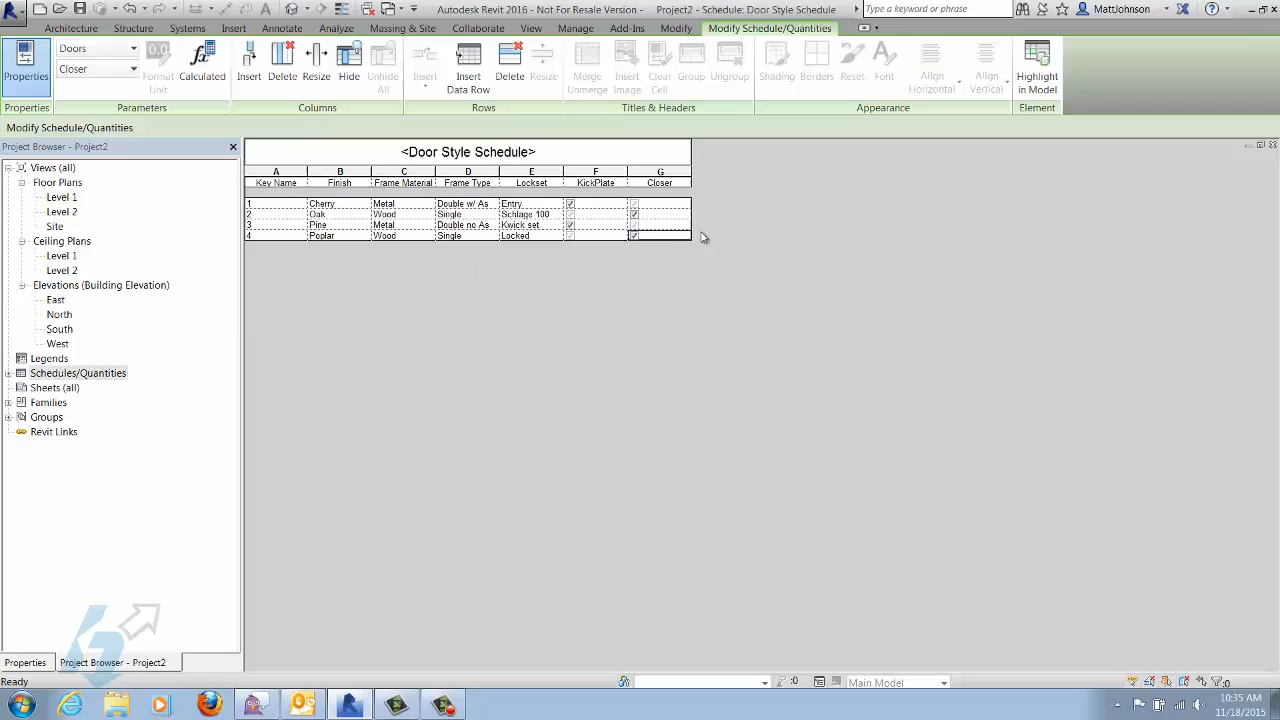 Autodesk Revit 2016 - Not For Resale Version - Project2 - Schedule: Door Style Schedule
Type a keyword or phrase
MattJohnson
Architecture Structure Systems Insert Annotate Analyze Massing & Site Collaborate View Manage Add-Ins Modify Modify Schedule/Quantities
Properties
Doors
Closer
Format Unit
Calculated
Insert
Delete
Resize
Hide
Unhide All
Insert
Insert Data Row
Delete
Resize
Merge Unmerge
Insert Image
Clear Cell
Group
Ungroup
Shading
Borders
Reset
Font
Align Horizontal
Align Vertical
Highlight in Model
Properties Parameters Columns Rows Titles & Headers Appearance Element
Modify Schedule/Quantities
Project Browser - Project2
Views (all)
Floor Plans
Level 1
Level 2
Site
Ceiling Plans
Level 1
Level 2
Elevations (Building Elevation)
East
North
South
West
Legends
Schedules/Quantities
Sheets (all)
Families
Groups
Revit Links
<Door Style Schedule>
A B C D E F G
Key Name Finish Frame Material Frame Type Lockset KickPlate Closer
1 Cherry Metal Double w/ As Entry
2 Oak Wood Single Schlage 100
3 Pine Metal Double no As Kwick set
4 Poplar Wood Single Locked
Properties Project Browser - Project2
Ready
:0
Main Model
:0
10:35 AM
11/18/2015